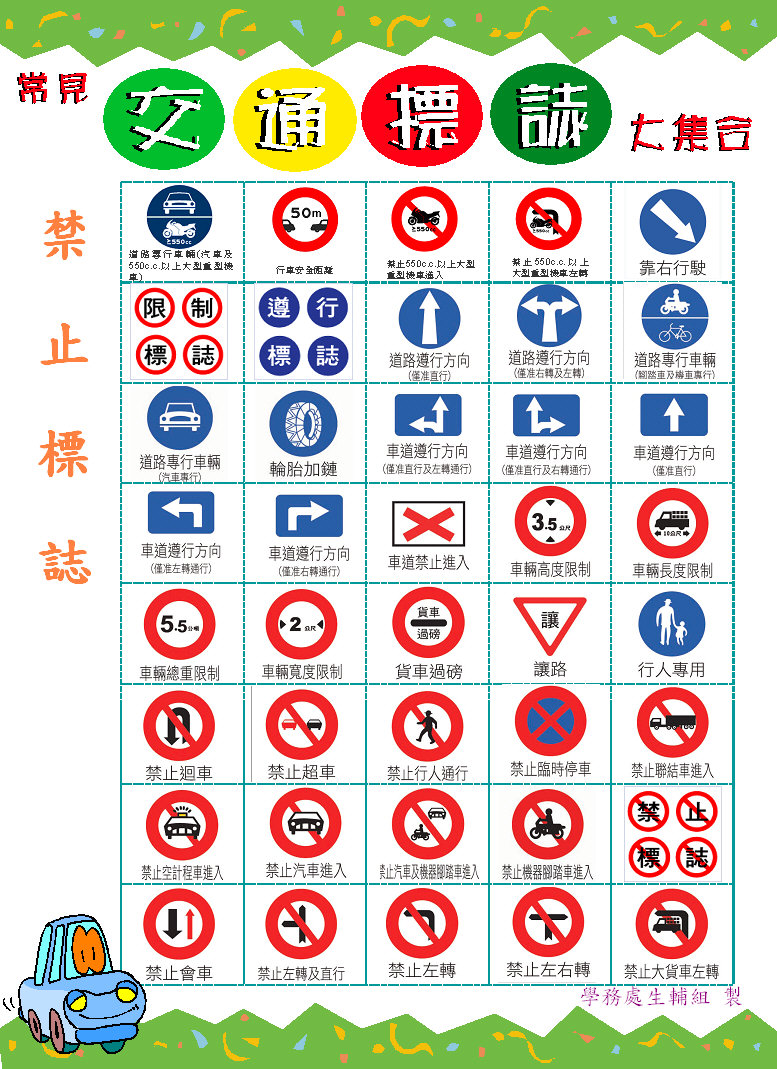 常見
交通標誌
大集合
禁止標誌
≥550cc
道路專行車輛(汽車及
550c.c.以上大型重型機
車)
50m
行車安全距離
≥550cc
禁止550c.c.以上大型
重型機車進入
≥550cc
禁止550c.c.以上
大型重型機車左轉
靠右行駛
限制
標誌
遵行
標誌
道路遵行方向
(僅准直行)
道路遵行方向
(僅准右轉及左轉)
道路專行車輛
(腳踏車及機車專行)
道路專行車輛
(汽車專行)
輪胎加鏈
車道遵行方向
(僅准直行及左轉通行)
車道遵行方向
(僅准直行及右轉通行)
車道遵行方向
(僅准直行)
車道遵行方向
(僅准左轉通行)
車道遵行方向
(僅准右轉通行)
車道禁止進入
3.5公尺
車輛高度限制
10公尺
車輛長度限制
5.5公噸
車輛總重限制
2公尺
車輛寬度限制
貨車
過磅
貨車過磅
讓
讓路
行人專用
禁止迴車
禁止超車
禁止行人通行
禁止臨時停車
禁止聯結車進入
禁止空計程車進入
禁止汽車進入
禁止汽車及機器腳踏車進入
禁止機器腳踏車進入
禁止
標誌
禁止會車
禁止左轉及直行
禁止左轉
禁止左右轉
禁止大貨車左轉
學務處生輔組 製